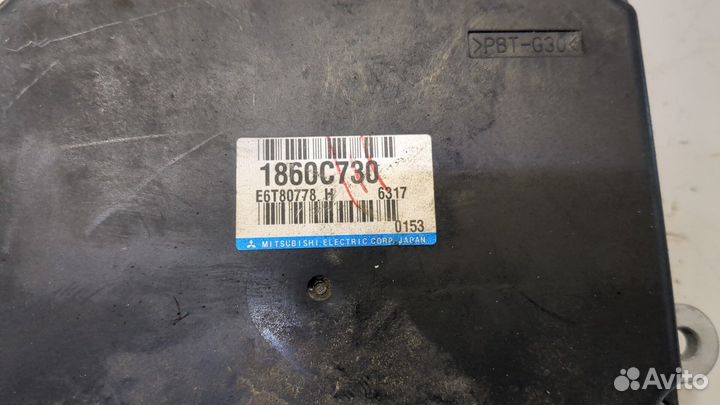 >PBT-G30<
1860C730
E6T80778 H 6317
0153
MITSUBISHI ELECTRIC CORP. JAPAN
Avito